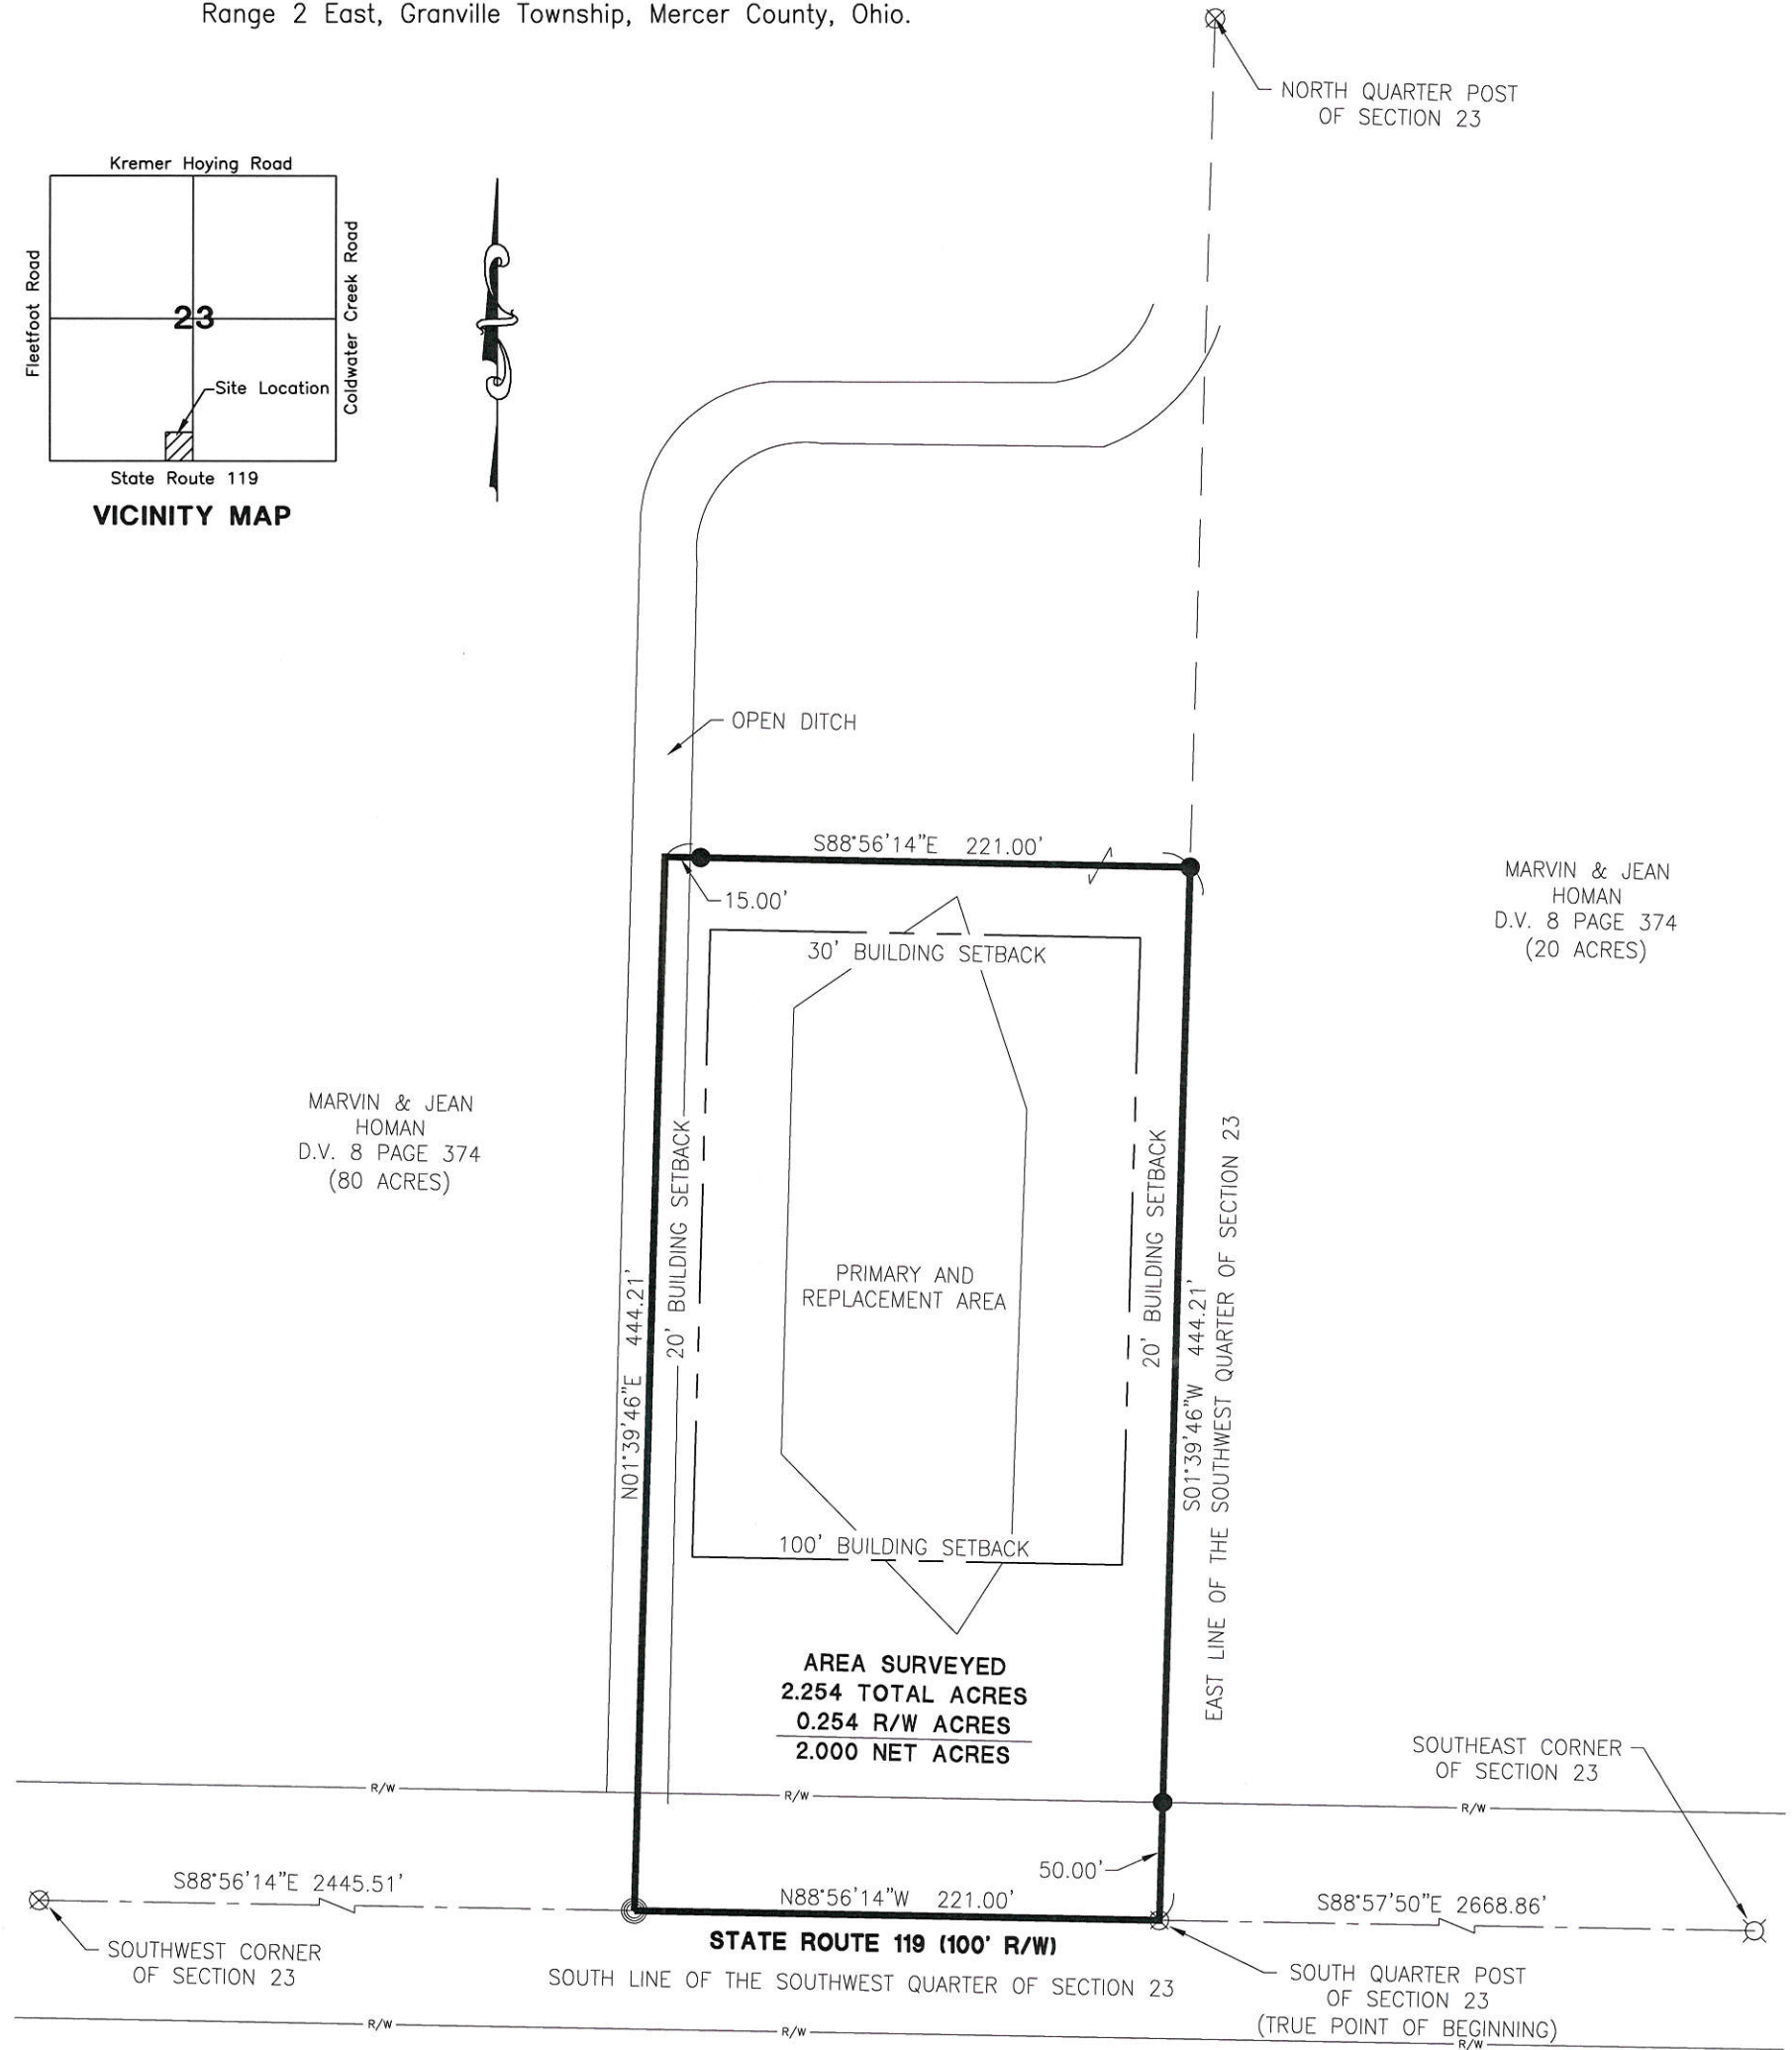 Range 2 East, Granville Township, Mercer County, Ohio.
NORTH QUARTER POST
OF SECTION 23
Kremer Hoying Road
Fleetfoot Road
Coldwater Creek Road
23
Site Location
State Route 119
VICINITY MAP
OPEN DITCH
S88°56'14"E 221.00'
15.00'
MARVIN & JEAN
HOMAN
D.V. 8 PAGE 374
(20 ACRES)
30' BUILDING SETBACK
MARVIN & JEAN
HOMAN
D.V. 8 PAGE 374
(80 ACRES)
N01°39'46"E 444.21'
20' BUILDING SETBACK
PRIMARY AND
REPLACEMENT AREA
20' BUILDING SETBACK
S01°39'46"W 444.21'
EAST LINE OF THE SOUTHWEST QUARTER OF SECTION 23
100' BUILDING SETBACK
AREA SURVEYED
2.254 TOTAL ACRES
0.254 R/W ACRES
2.000 NET ACRES
SOUTHEAST CORNER
OF SECTION 23
R/W
R/W
R/W
50.00'
S88°56'14"E 2445.51'
N88°56'14"W 221.00'
S88°57'50"E 2668.86'
STATE ROUTE 119 (100' R/W)
SOUTHWEST CORNER
OF SECTION 23
SOUTH LINE OF THE SOUTHWEST QUARTER OF SECTION 23
SOUTH QUARTER POST
OF SECTION 23
(TRUE POINT OF BEGINNING)
R/W
R/W
R/W